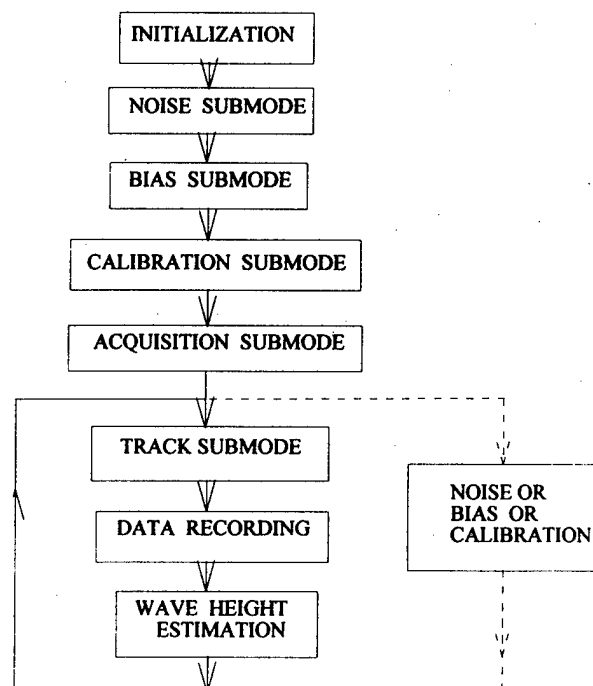 INITIALIZATION
NOISE SUBMODE
BIAS SUBMODE
CALIBRATION SUBMODE
ACQUISITION SUBMODE
TRACK SUBMODE
DATA RECORDING
WAVE HEIGHT
ESTIMATION
NOISE OR
BIAS OR
CALIBRATION